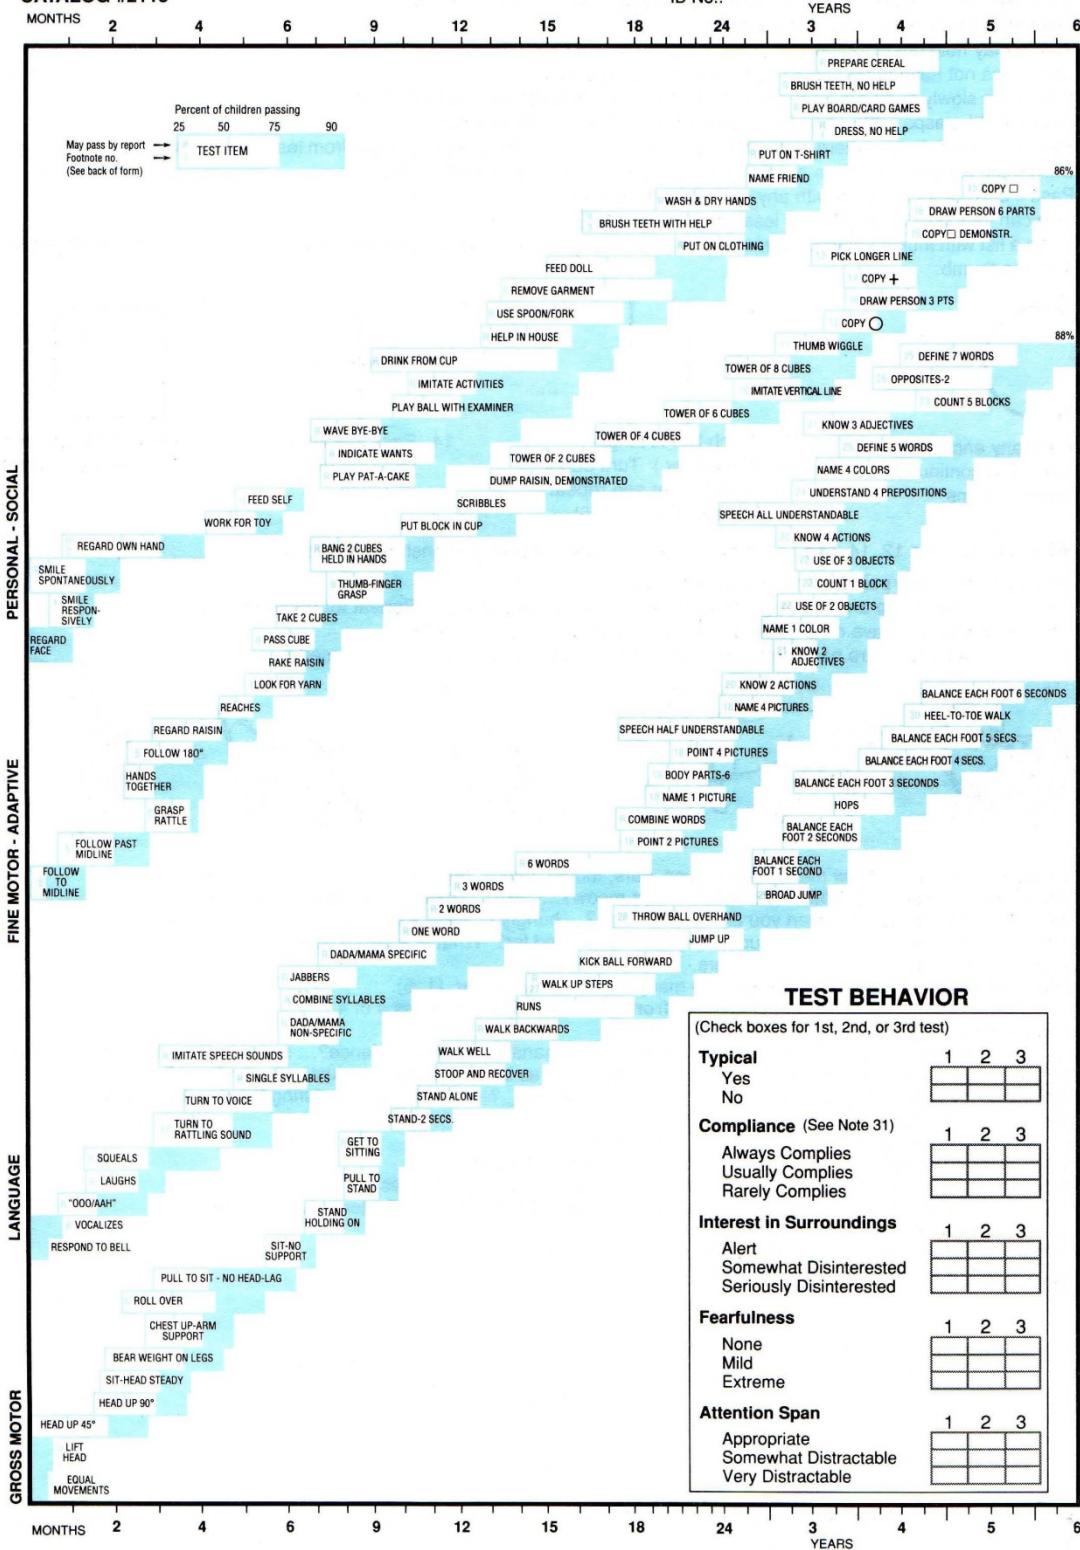 CATALOG #2115
ID No.:
MONTHS
YEARS
2 4 6 9 12 15 18 24 3 4 5 6
PREPARE CEREAL
BRUSH TEETH, NO HELP
PLAY BOARD/CARD GAMES
Percent of children passing
25 50 75 90
DRESS, NO HELP
May pass by report
TEST ITEM
Footnote no.
(See back of form)
PUT ON T-SHIRT
NAME FRIEND
86%
COPY □
WASH & DRY HANDS
DRAW PERSON 6 PARTS
BRUSH TEETH WITH HELP
COPY□ DEMONSTR.
PUT ON CLOTHING
PICK LONGER LINE
FEED DOLL
COPY +
REMOVE GARMENT
DRAW PERSON 3 PTS
USE SPOON/FORK
COPY ○
HELP IN HOUSE
88%
THUMB WIGGLE
DEFINE 7 WORDS
DRINK FROM CUP
TOWER OF 8 CUBES
OPPOSITES-2
IMITATE ACTIVITIES
IMITATE VERTICAL LINE
COUNT 5 BLOCKS
PLAY BALL WITH EXAMINER
TOWER OF 6 CUBES
KNOW 3 ADJECTIVES
WAVE BYE-BYE
TOWER OF 4 CUBES
DEFINE 5 WORDS
INDICATE WANTS
TOWER OF 2 CUBES
NAME 4 COLORS
PLAY PAT-A-CAKE
DUMP RAISIN, DEMONSTRATED
UNDERSTAND 4 PREPOSITIONS
FEED SELF
SCRIBBLES
SPEECH ALL UNDERSTANDABLE
WORK FOR TOY
PUT BLOCK IN CUP
KNOW 4 ACTIONS
REGARD OWN HAND
BANG 2 CUBES
HELD IN HANDS
USE OF 3 OBJECTS
SMILE
SPONTANEOUSLY
THUMB-FINGER
GRASP
COUNT 1 BLOCK
SMILE
RESPON-
SIVELY
TAKE 2 CUBES
USE OF 2 OBJECTS
REGARD
FACE
PASS CUBE
NAME 1 COLOR
RAKE RAISIN
KNOW 2
ADJECTIVES
LOOK FOR YARN
KNOW 2 ACTIONS
BALANCE EACH FOOT 6 SECONDS
REACHES
NAME 4 PICTURES
HEEL-TO-TOE WALK
REGARD RAISIN
SPEECH HALF UNDERSTANDABLE
BALANCE EACH FOOT 5 SECS.
FOLLOW 180°
POINT 4 PICTURES
BALANCE EACH FOOT 4 SECS.
HANDS
TOGETHER
BODY PARTS-6
BALANCE EACH FOOT 3 SECONDS
GRASP
RATTLE
NAME 1 PICTURE
HOPS
COMBINE WORDS
BALANCE EACH
FOOT 2 SECONDS
FOLLOW PAST
MIDLINE
POINT 2 PICTURES
FOLLOW
TO
MIDLINE
6 WORDS
BALANCE EACH
FOOT 1 SECOND
3 WORDS
BROAD JUMP
2 WORDS
THROW BALL OVERHAND
ONE WORD
JUMP UP
DADA/MAMA SPECIFIC
KICK BALL FORWARD
JABBERS
WALK UP STEPS
COMBINE SYLLABLES
RUNS
DADA/MAMA
NON-SPECIFIC
WALK BACKWARDS
IMITATE SPEECH SOUNDS
WALK WELL
SINGLE SYLLABLES
STOOP AND RECOVER
TURN TO VOICE
STAND ALONE
TURN TO
RATTLING SOUND
STAND-2 SECS.
SQUEALS
GET TO
SITTING
LAUGHS
PULL TO
STAND
"OOO/AAH"
STAND
HOLDING ON
VOCALIZES
RESPOND TO BELL
SIT-NO
SUPPORT
PULL TO SIT - NO HEAD-LAG
ROLL OVER
CHEST UP-ARM
SUPPORT
BEAR WEIGHT ON LEGS
SIT-HEAD STEADY
HEAD UP 90°
HEAD UP 45°
LIFT
HEAD
EQUAL
MOVEMENTS
PERSONAL - SOCIAL
FINE MOTOR - ADAPTIVE
LANGUAGE
GROSS MOTOR
TEST BEHAVIOR
(Check boxes for 1st, 2nd, or 3rd test)
Typical 1 2 3
Yes
No
Compliance (See Note 31) 1 2 3
Always Complies
Usually Complies
Rarely Complies
Interest in Surroundings 1 2 3
Alert
Somewhat Disinterested
Seriously Disinterested
Fearfulness 1 2 3
None
Mild
Extreme
Attention Span 1 2 3
Appropriate
Somewhat Distractable
Very Distractable
MONTHS 2 4 6 9 12 15 18 24 3 4 5 6
YEARS